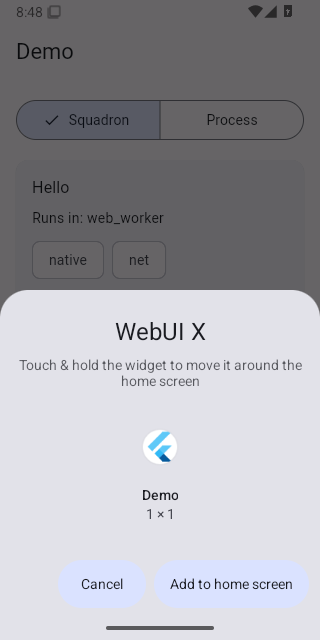 8:48
Demo
Squadron
Process
Hello
Runs in: web_worker
native
net
WebUI X
Touch & hold the widget to move it around the
home screen
Demo
1 × 1
Cancel
Add to home screen